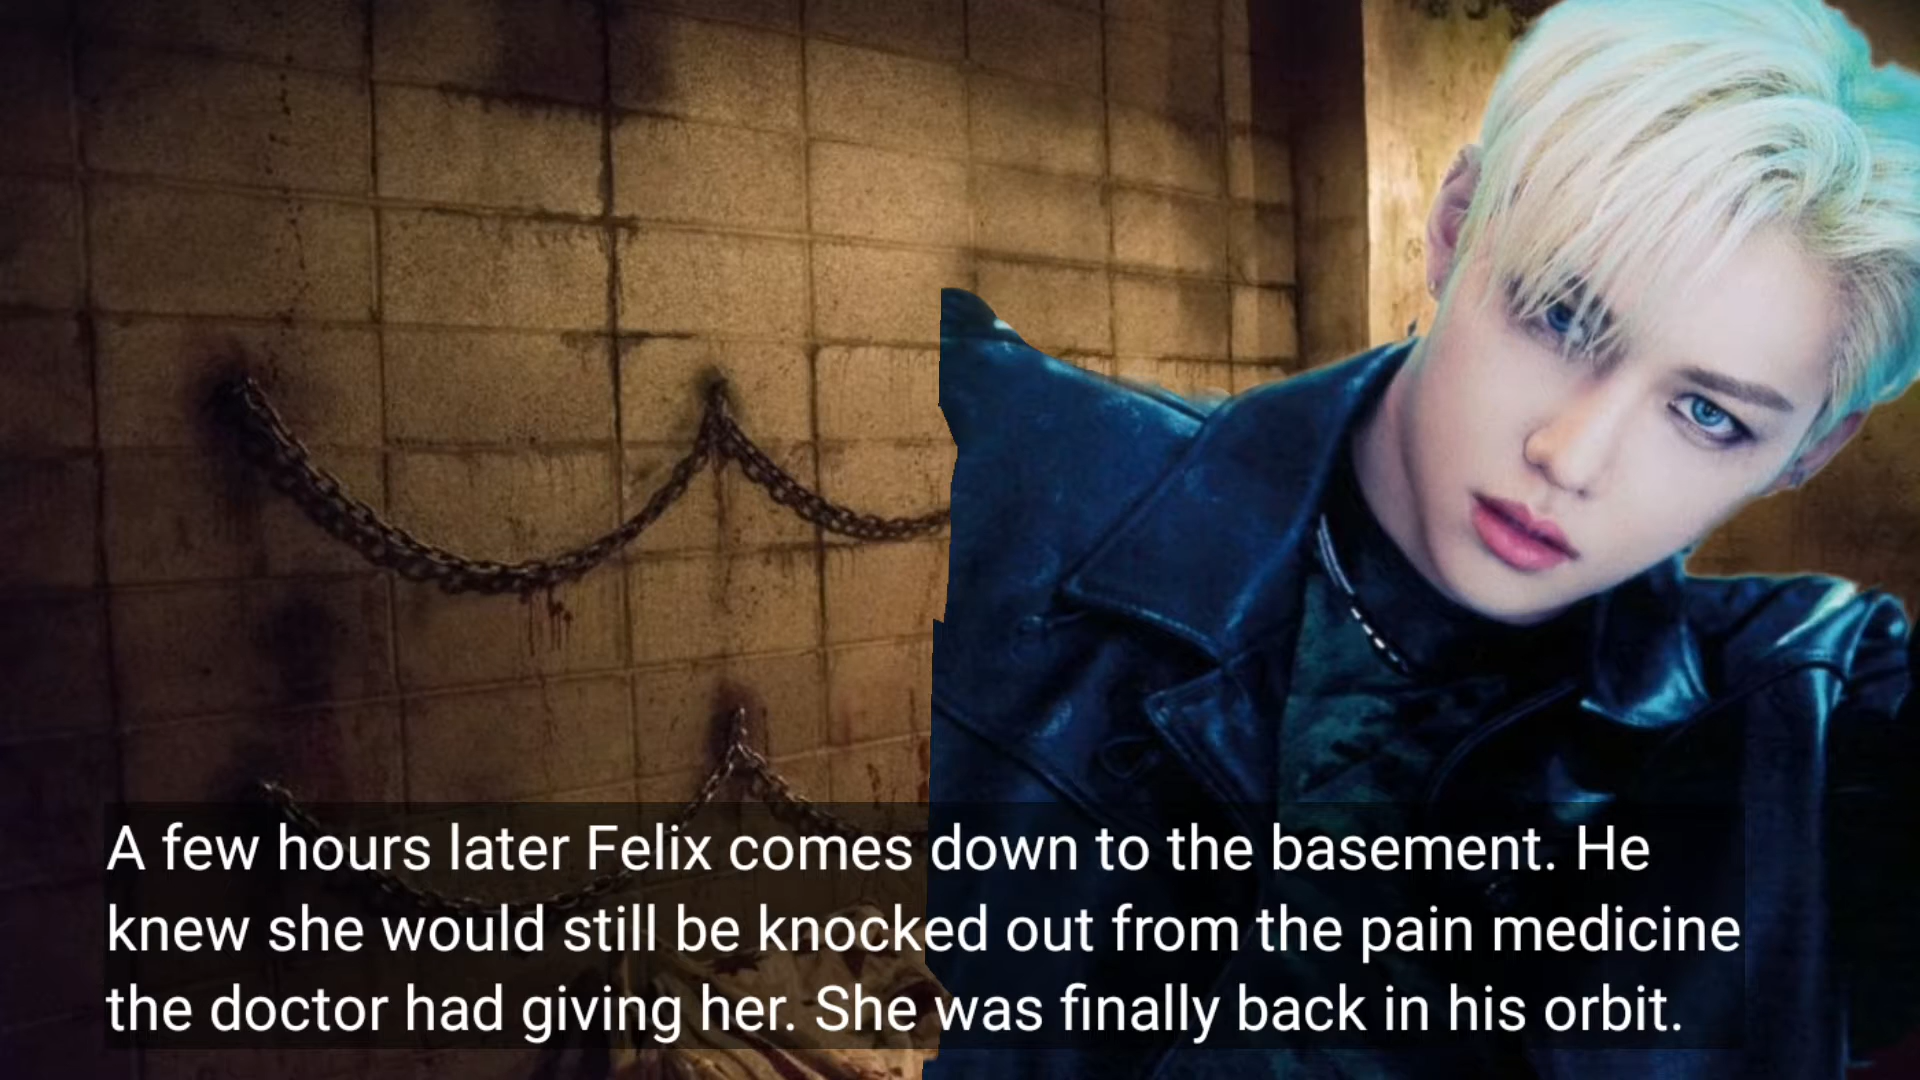 A few hours later Felix comes down to the basement. He
knew she would still be knocked out from the pain medicine
the doctor had giving her. She was finally back in his orbit.